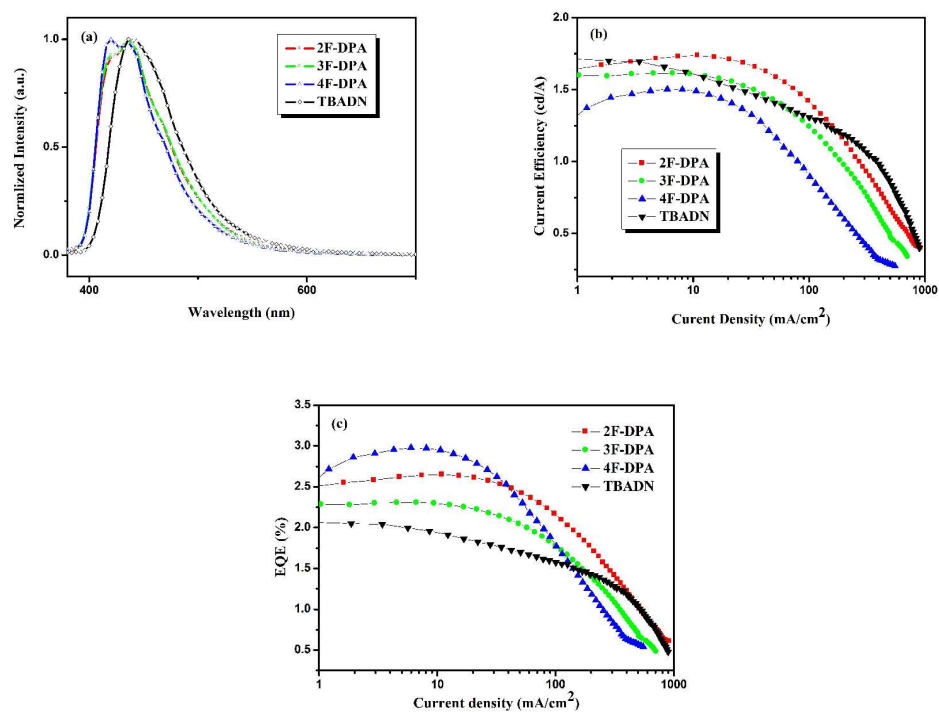 (a)
2F-DPA
3F-DPA
4F-DPA
TBADN
Normilized Intensity (a.u.)
1.0
0.5
0.0
400
600
Wavelength (nm)
(b)
2F-DPA
3F-DPA
4F-DPA
TBADN
Current Efficiency (cd/A)
2.0
1.5
1.0
0.5
1
10
100
1000
Curent Density (mA/cm2)
(c)
2F-DPA
3F-DPA
4F-DPA
TBADN
EQE (%)
3.5
3.0
2.5
2.0
1.5
1.0
0.5
1
10
100
1000
Current density (mA/cm2)